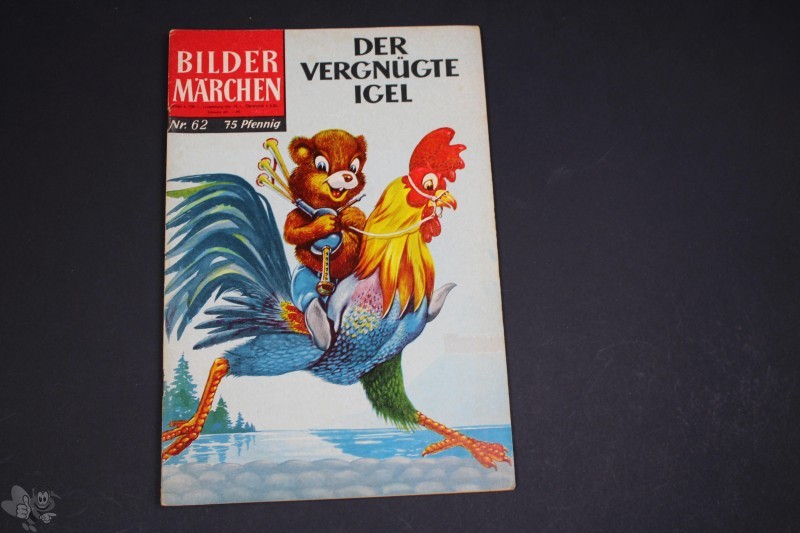 BILDER
MÄRCHEN
Nr. 62 75 Pfennig
DER
VERGNÜGTE
IGEL